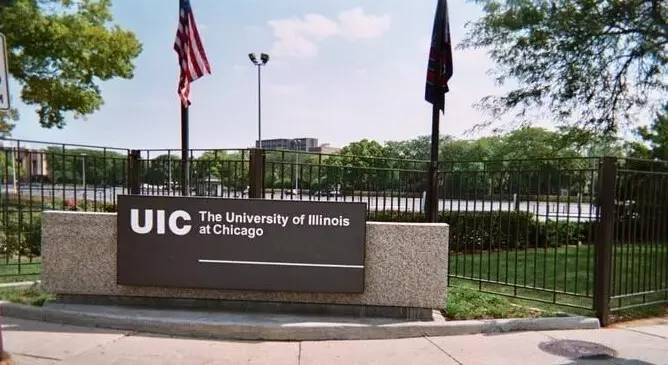 UIC
The University of Illinois
at Chicago